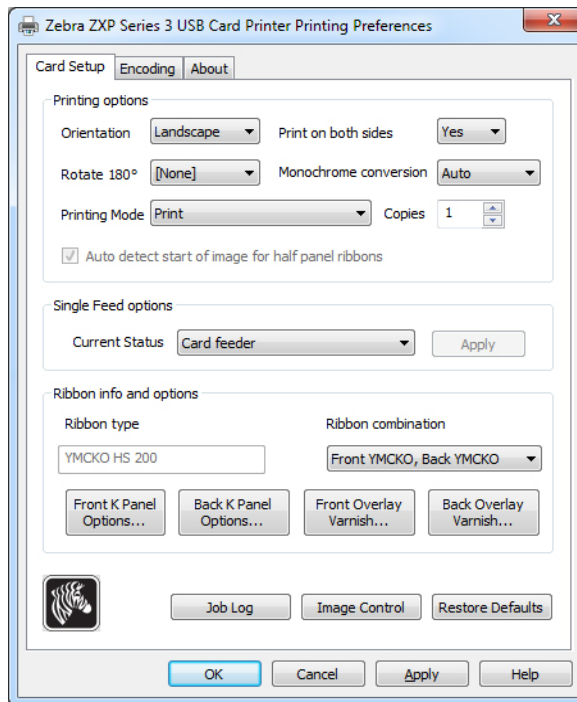 Zebra ZXP Series 3 USB Card Printer Printing Preferences
Card Setup Encoding About
Printing options
Orientation Landscape Print on both sides Yes
Rotate 180° [None] Monochrome conversion Auto
Printing Mode Print Copies 1
Auto detect start of image for half panel ribbons
Single Feed options
Current Status Card feeder Apply
Ribbon info and options
Ribbon type Ribbon combination
YMCKO HS 200 Front YMCKO, Back YMCKO
Front K Panel Back K Panel Front Overlay Back Overlay
Options... Options... Varnish... Varnish...
Job Log Image Control Restore Defaults
OK Cancel Apply Help